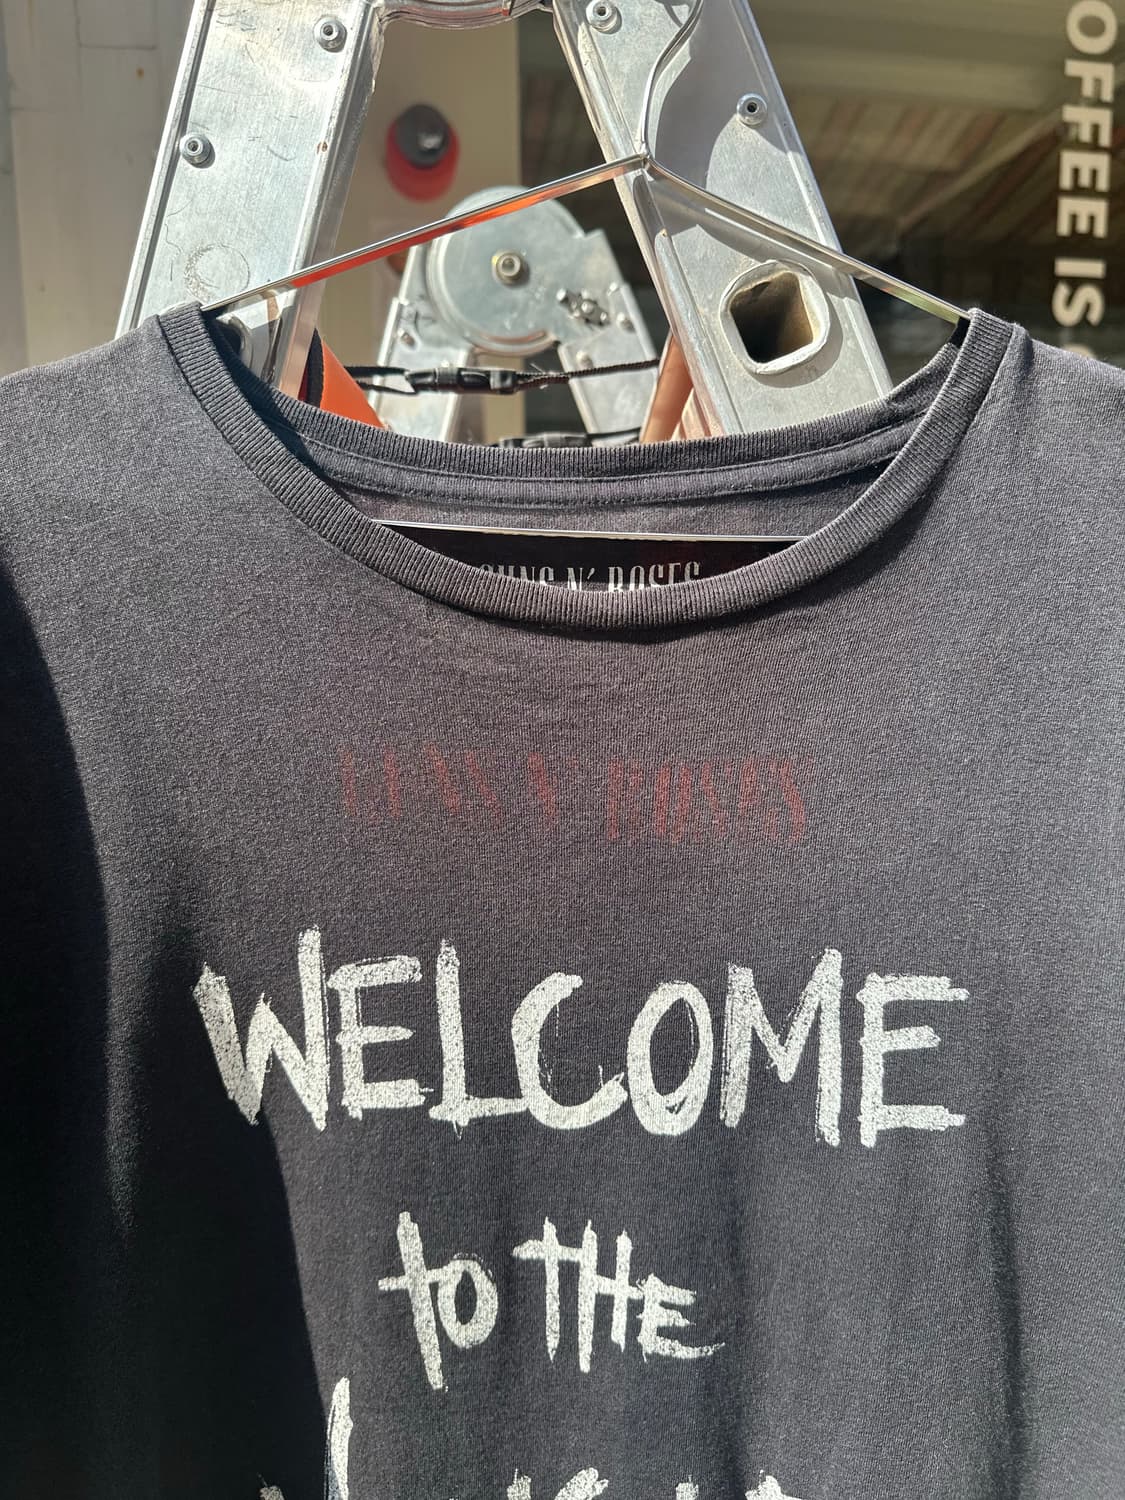 OFFEE IS
GUNS N' ROSES
GUNS N' ROSES
WELCOME
to THE